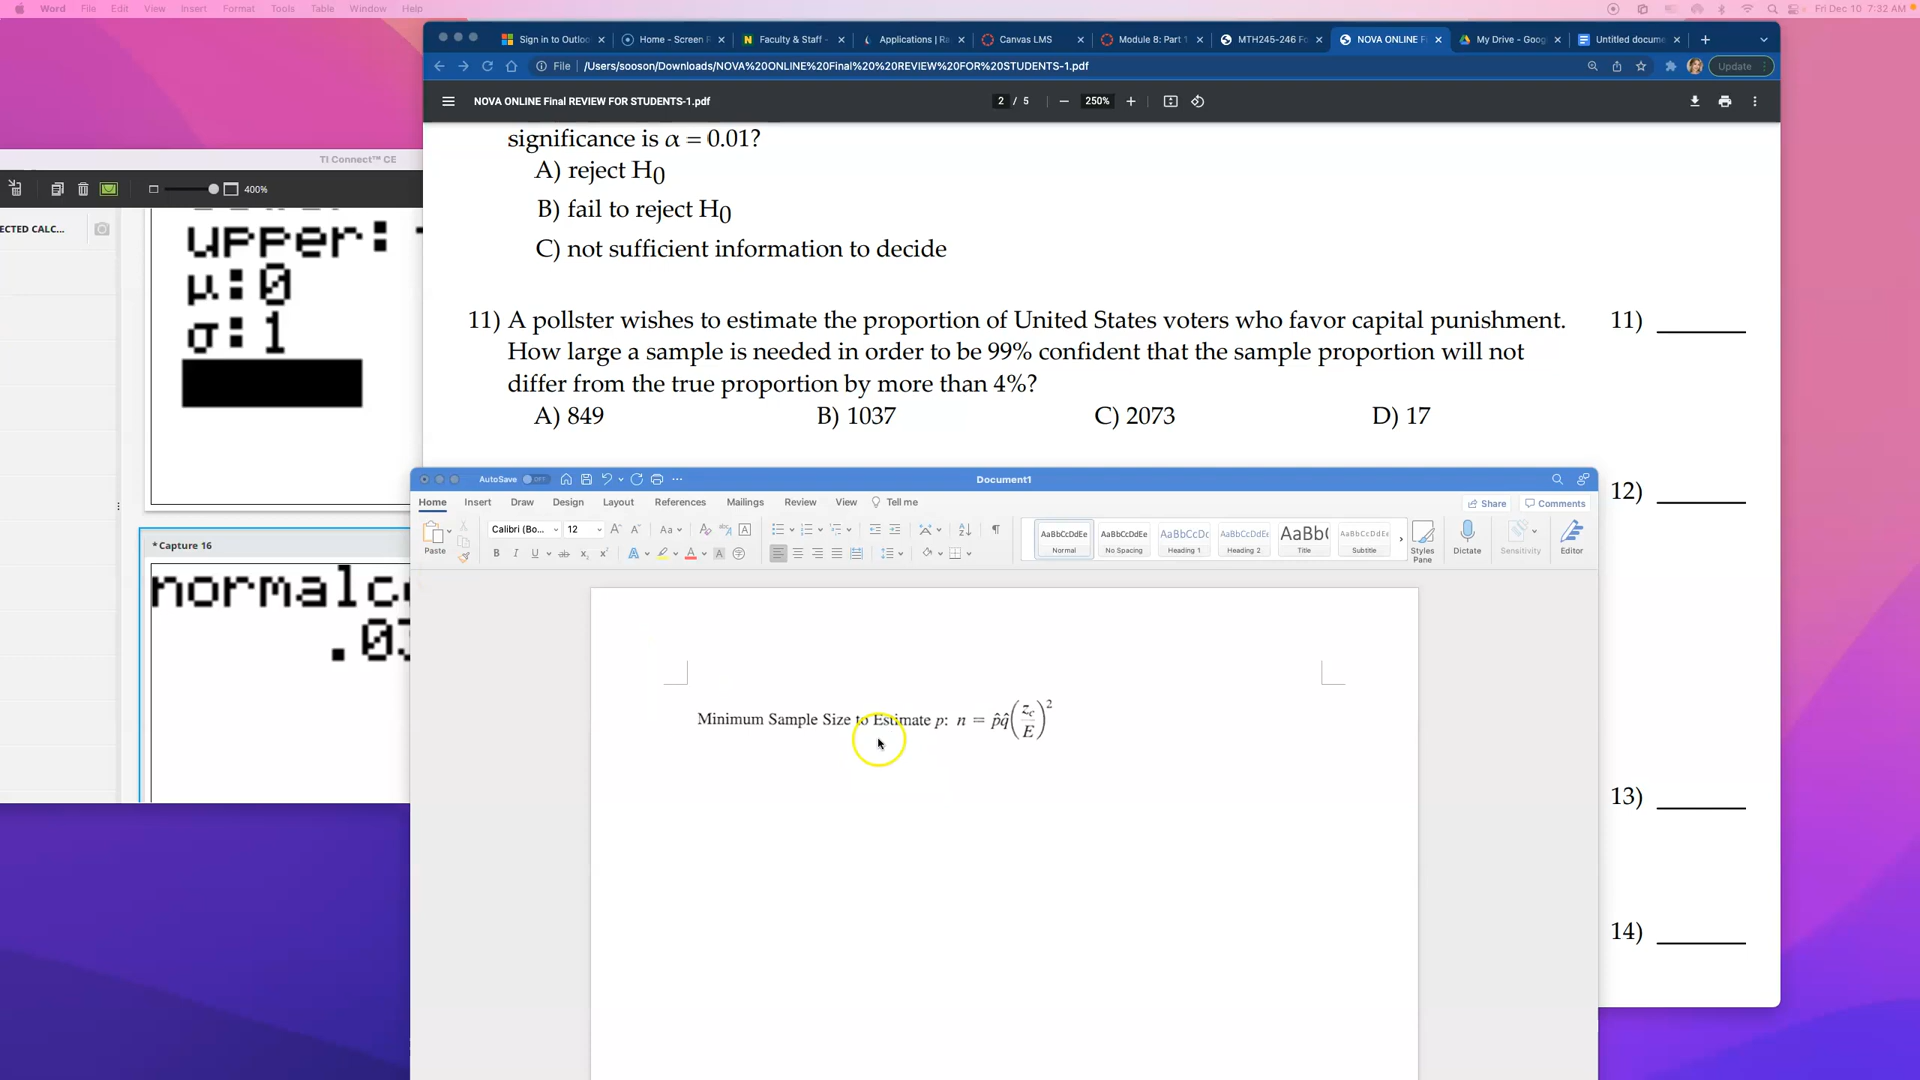 Word File Edit View Insert Format Tools Table Window Help
Fri Dec 10 7:32 AM
Sign in to Outloo
Home - Screen R
Faculty & Staff -
Applications | Ra
Canvas LMS
Module 8: Part 1
MTH245-246 Fo
NOVA ONLINE F
My Drive - Goog
Untitled docume
File /Users/sooson/Downloads/NOVA%20ONLINE%20Final%20%20REVIEW%20FOR%20STUDENTS-1.pdf
Update
NOVA ONLINE Final REVIEW FOR STUDENTS-1.pdf
2 / 5
250%
significance is α = 0.01?
A) reject H0
B) fail to reject H0
C) not sufficient information to decide
11) A pollster wishes to estimate the proportion of United States voters who favor capital punishment.
How large a sample is needed in order to be 99% confident that the sample proportion will not
differ from the true proportion by more than 4%?
A) 849 B) 1037 C) 2073 D) 17
11)
12)
13)
14)
TI Connect™ CE
400%
ECTED CALC...
upper:
μ:0
σ:1
*Capture 16
normalc
.03
AutoSave OFF
Document1
Home Insert Draw Design Layout References Mailings Review View Tell me
Share Comments
Paste
Calibri (Bo... 12
AaBbCcDdEe
Normal
AaBbCcDdEe
No Spacing
AaBbCcDc
Heading 1
AaBbCcDdEe
Heading 2
AaBb(
Title
AaBbCcDdEe
Subtitle
Styles
Pane
Dictate
Sensitivity
Editor
Minimum Sample Size to Estimate p: n = p̂q̂(zc/E)²